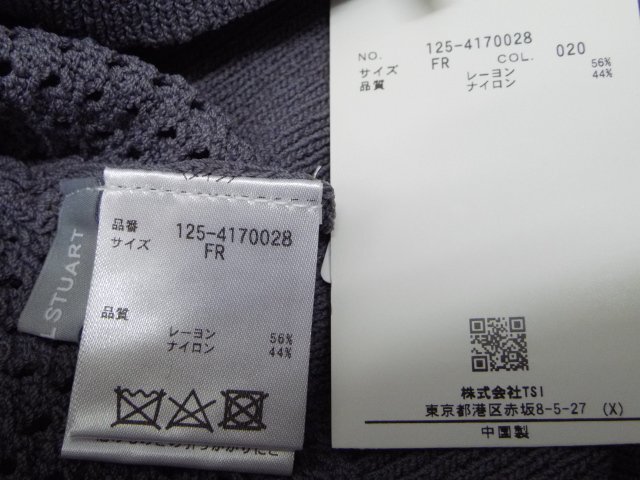 L STUART
品番 125-4170028
サイズ FR
品質
レーヨン 56%
ナイロン 44%
NO. 125-4170028
サイズ FR COL. 020
品質
レーヨン 56%
ナイロン 44%
株式会社TSI
東京都港区赤坂8-5-27 (X)
中国製